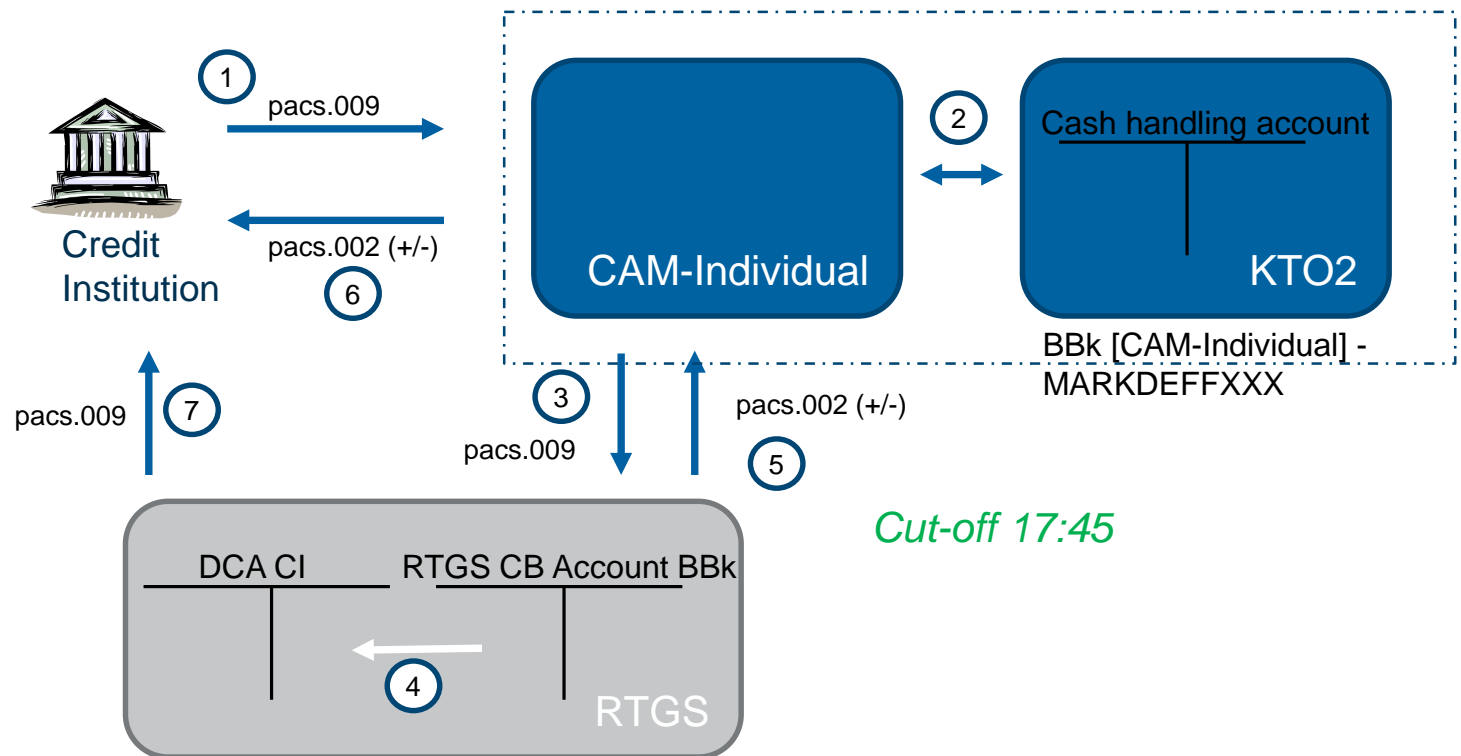 1
pacs.009
2
Cash handling account
pacs.002 (+/-)
6
Credit
Institution
CAM-Individual
KTO2
BBk [CAM-Individual] -
MARKDEFFXXX
3
pacs.009
pacs.002 (+/-)
5
pacs.009
7
Cut-off 17:45
DCA CI
RTGS CB Account BBk
4
RTGS